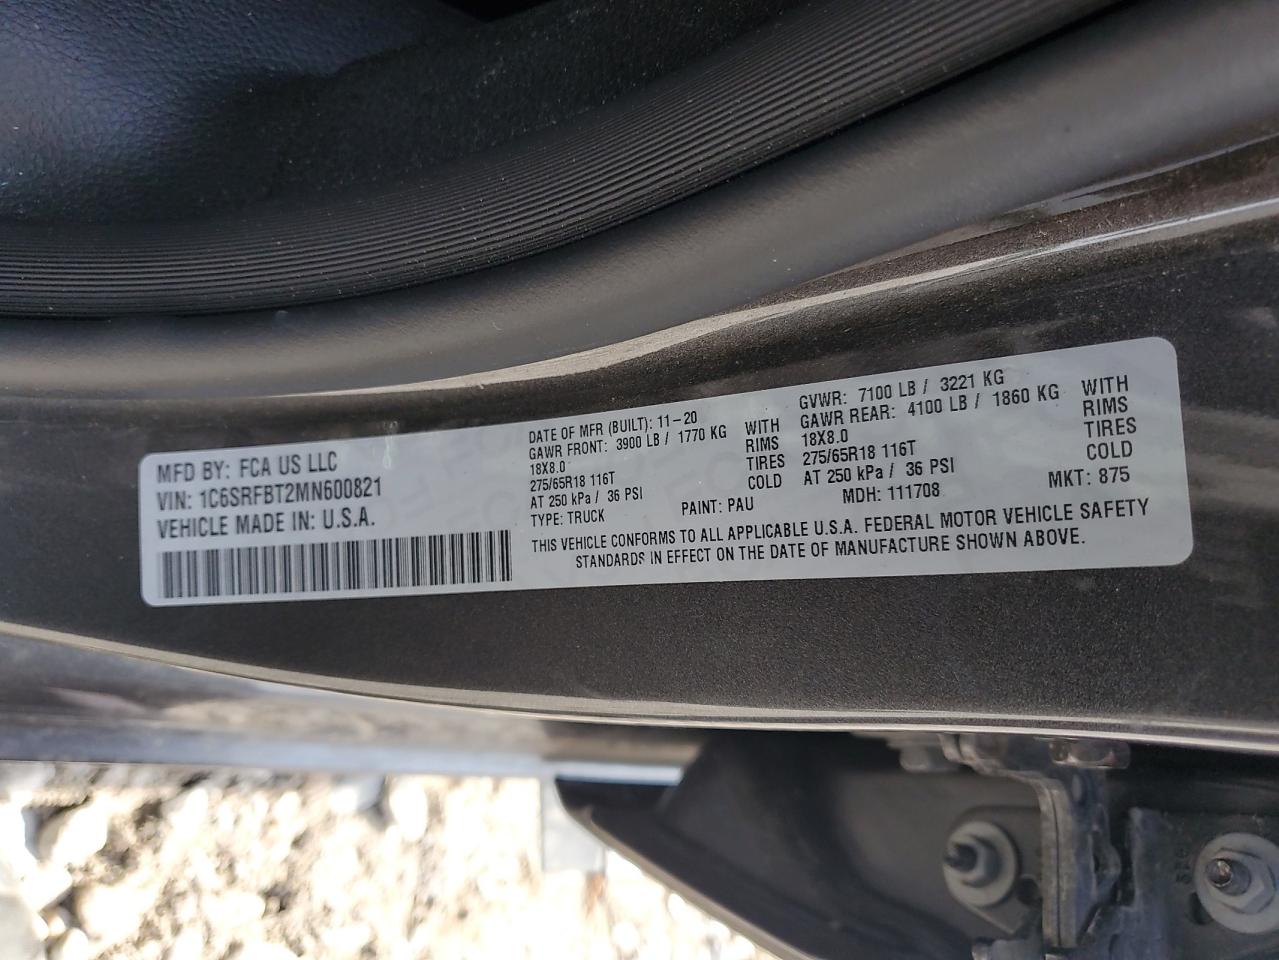 MFD BY: FCA US LLC
VIN: 1C6SRFBT2MN600821
VEHICLE MADE IN: U.S.A.
DATE OF MFR (BUILT): 11-20
GAWR FRONT: 3900 LB / 1770 KG
18X8.0
275/65R18 116T
AT 250 kPa / 36 PSI
TYPE: TRUCK
WITH
RIMS
TIRES
COLD
PAINT: PAU
GVWR: 7100 LB / 3221 KG
GAWR REAR: 4100 LB / 1860 KG
18X8.0
275/65R18 116T
AT 250 kPa / 36 PSI
MDH: 111708
WITH
RIMS
TIRES
COLD
MKT: 875
THIS VEHICLE CONFORMS TO ALL APPLICABLE U.S.A. FEDERAL MOTOR VEHICLE SAFETY
STANDARDS IN EFFECT ON THE DATE OF MANUFACTURE SHOWN ABOVE.